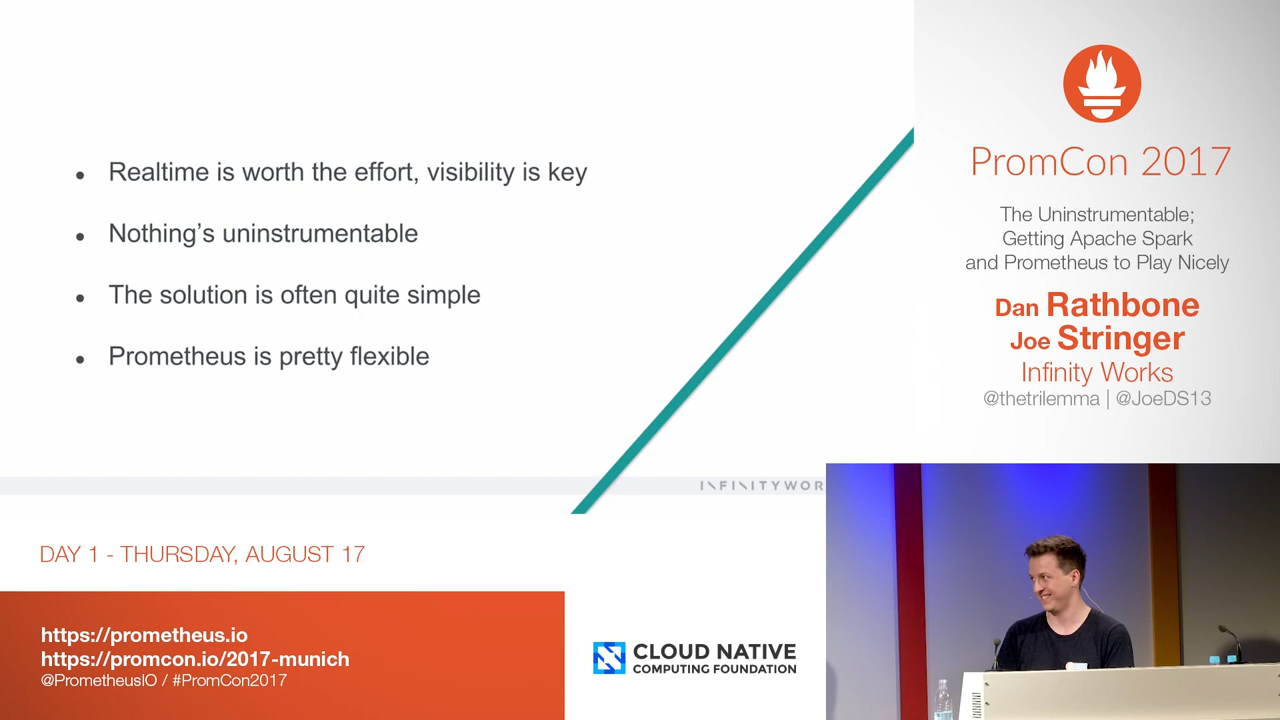 Realtime is worth the effort, visibility is key
Nothing’s uninstrumentable
The solution is often quite simple
Prometheus is pretty flexible
INFINITYWOR
DAY 1 - THURSDAY, AUGUST 17
https://prometheus.io
https://promcon.io/2017-munich
@PrometheusIO / #PromCon2017
CLOUD NATIVE
COMPUTING FOUNDATION
PromCon 2017
The Uninstrumentable;
Getting Apache Spark
and Prometheus to Play Nicely
Dan Rathbone
Joe Stringer
Infinity Works
@thetrilemma | @JoeDS13